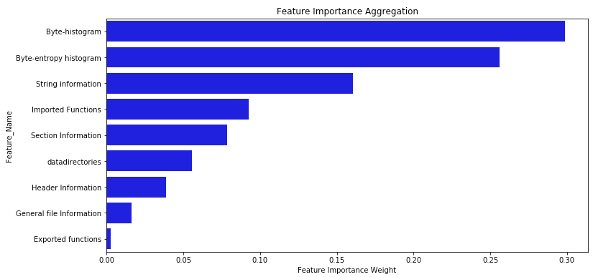 Feature Importance Aggregation
Byte-histogram
Byte-entropy histogram
String information
Imported Functions
Section Information
datadirectories
Header Information
General file Information
Exported functions
Feature_Name
0.00 0.05 0.10 0.15 0.20 0.25 0.30
Feature Importance Weight